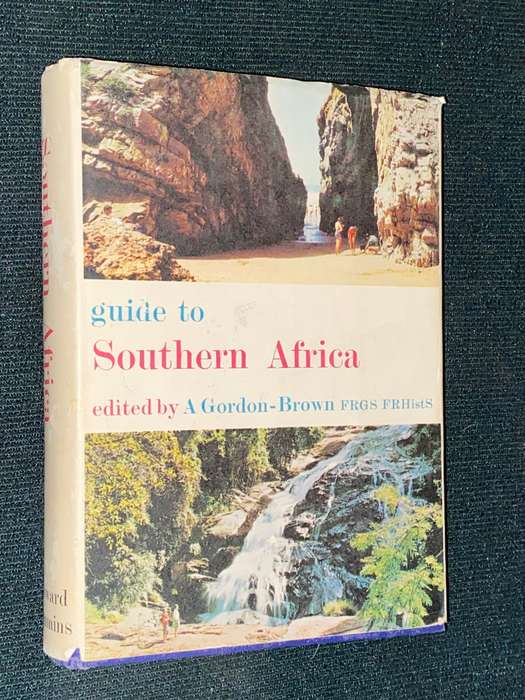 guide to
Southern Africa
edited by A Gordon-Brown FRGS FRHistS
Southern Africa